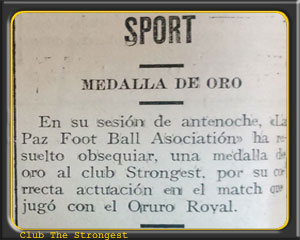 SPORT
MEDALLA DE ORO
En su sesión de antenoche, «La
Paz Foot Ball Asociatión» ha re
suelto obsequiar, una medalla de
oro al club Strongest, por su co
rrecta actutación en el match que
jugó con el Oruro Royal.
Club The Strongest